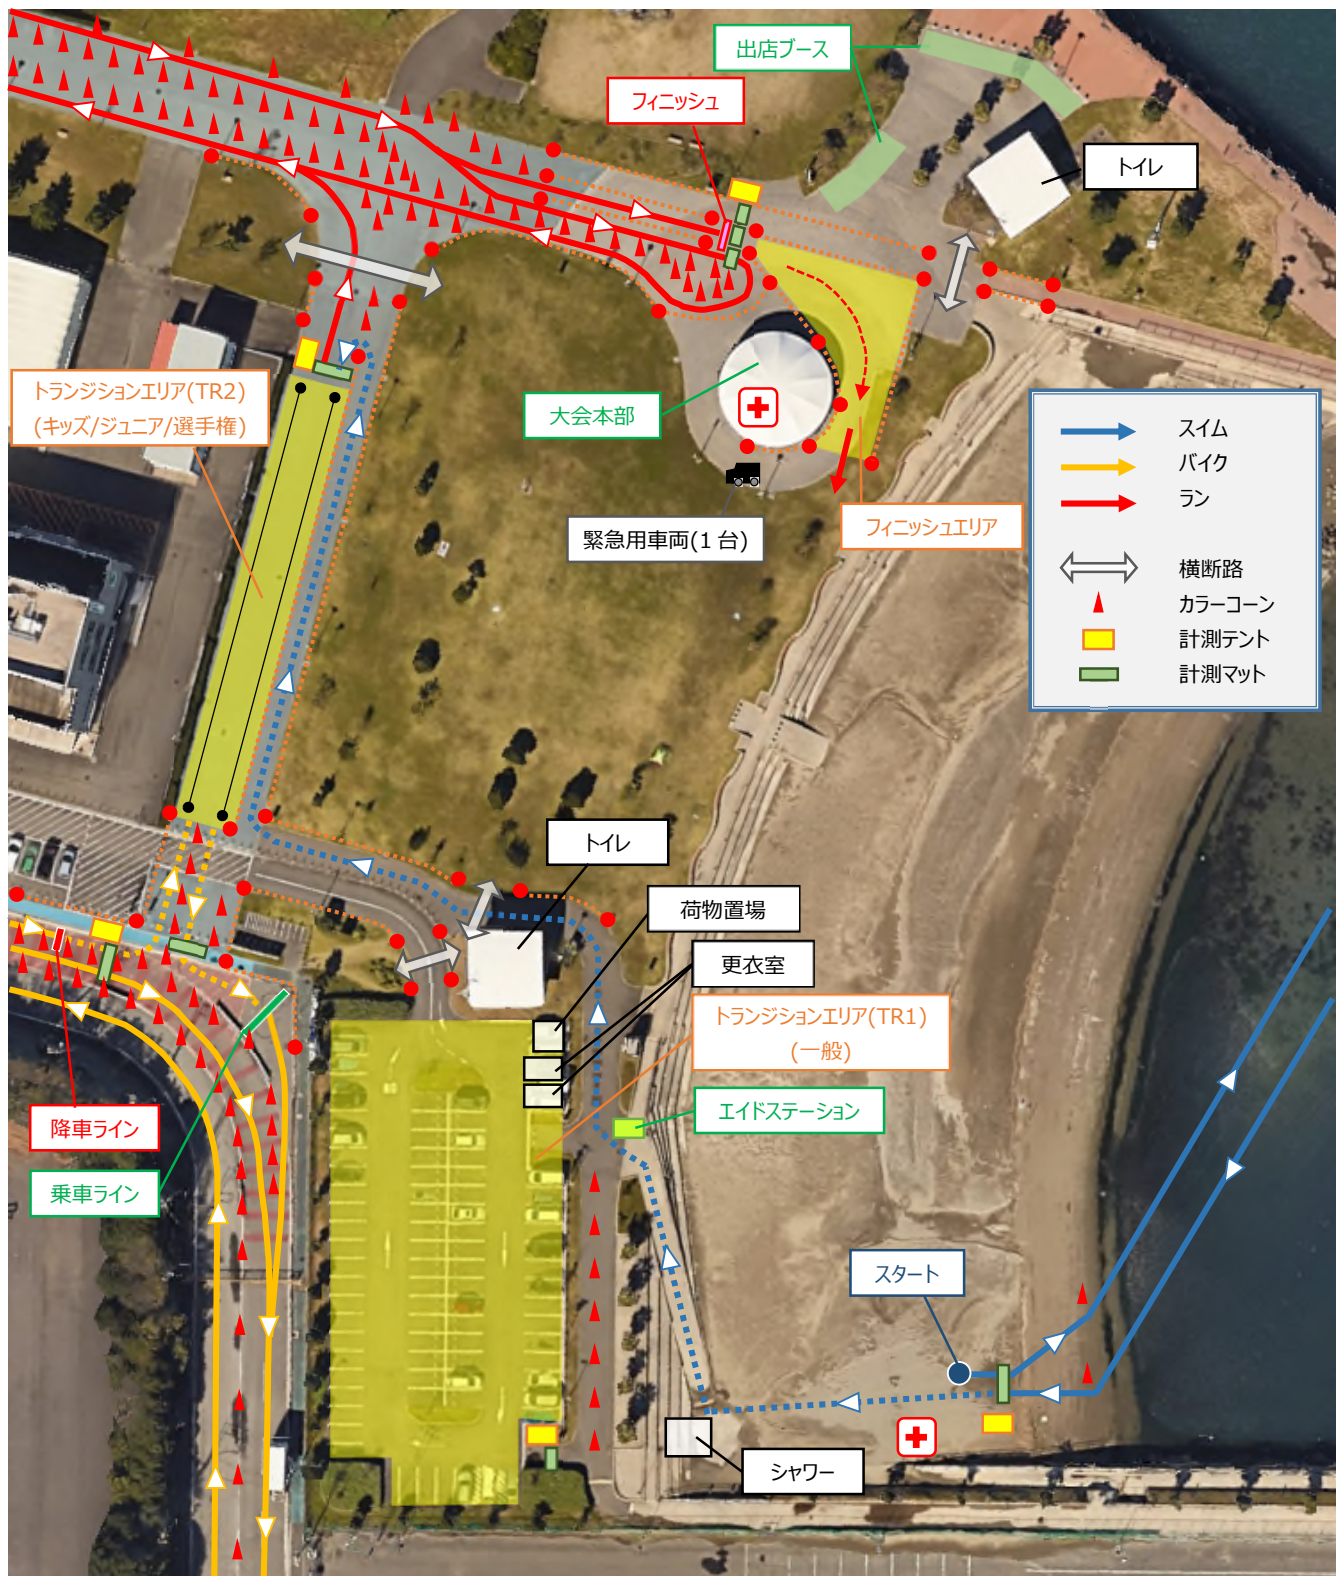 出店ブース
フィニッシュ
トイレ
トランジションエリア(TR2)
(キッズ/ジュニア/選手権)
大会本部
緊急用車両(1台)
フィニッシュエリア
スイム
バイク
ラン
横断路
カラーコーン
計測テント
計測マット
トイレ
荷物置場
更衣室
トランジションエリア(TR1)
(一般)
エイドステーション
降車ライン
乗車ライン
スタート
シャワー